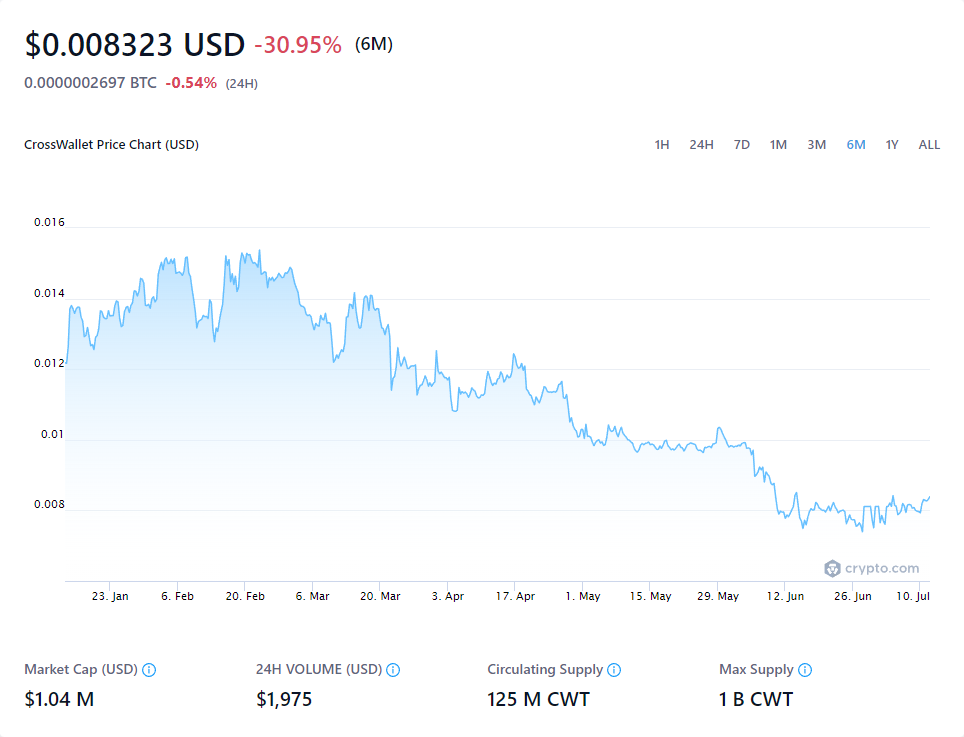 $0.008323 USD -30.95% (6M)
0.0000002697 BTC -0.54% (24H)
CrossWallet Price Chart (USD) 1H 24H 7D 1M 3M 6M 1Y ALL
0.016
0.014
0.012
0.01
0.008
crypto.com
23. Jan 6. Feb 20. Feb 6. Mar 20. Mar 3. Apr 17. Apr 1. May 15. May 29. May 12. Jun 26. Jun 10. Jul
Market Cap (USD) 24H VOLUME (USD) Circulating Supply Max Supply
$1.04 M $1,975 125 M CWT 1 B CWT